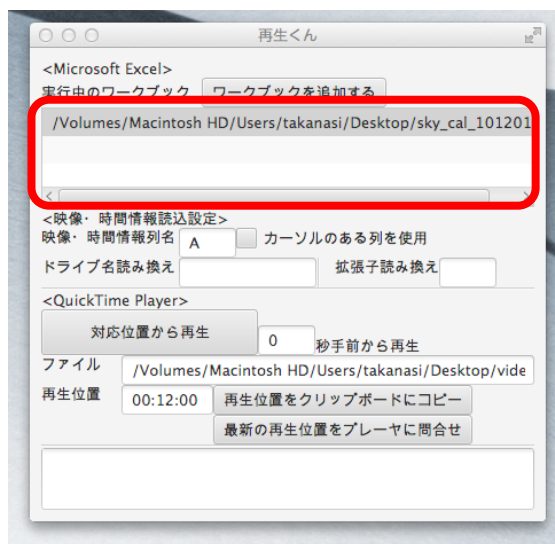 再生くん
<Microsoft Excel>
実行中のワークブック ワークブックを追加する
/Volumes/Macintosh HD/Users/takanasi/Desktop/sky_cal_101201
<映像・時間情報読込設定>
映像・時間情報列名 A カーソルのある列を使用
ドライブ名読み換え 拡張子読み換え
<QuickTime Player>
対応位置から再生 0 秒手前から再生
ファイル /Volumes/Macintosh HD/Users/takanasi/Desktop/vide
再生位置 00:12:00 再生位置をクリップボードにコピー
最新の再生位置をプレーヤに問合せ